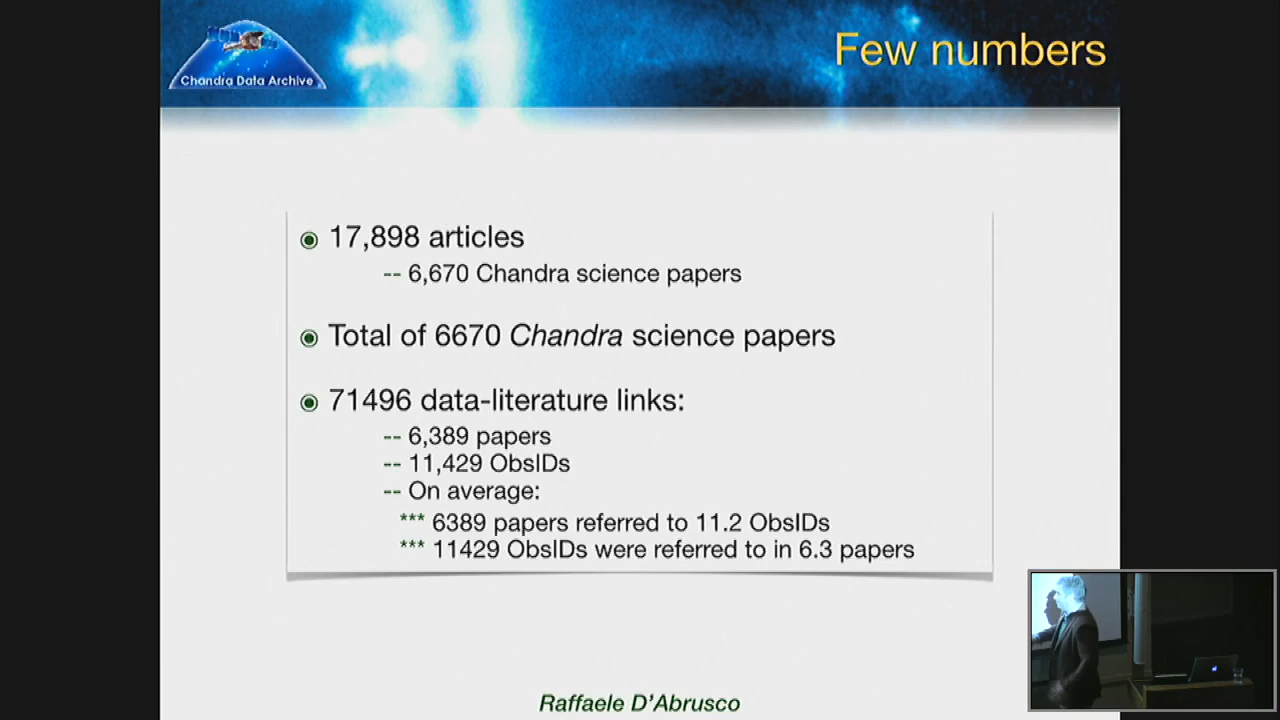 Chandra Data Archive
Few numbers
17,898 articles
-- 6,670 Chandra science papers
Total of 6670 Chandra science papers
71496 data-literature links:
-- 6,389 papers
-- 11,429 ObsIDs
-- On average:
*** 6389 papers referred to 11.2 ObsIDs
*** 11429 ObsIDs were referred to in 6.3 papers
Raffaele D'Abrusco